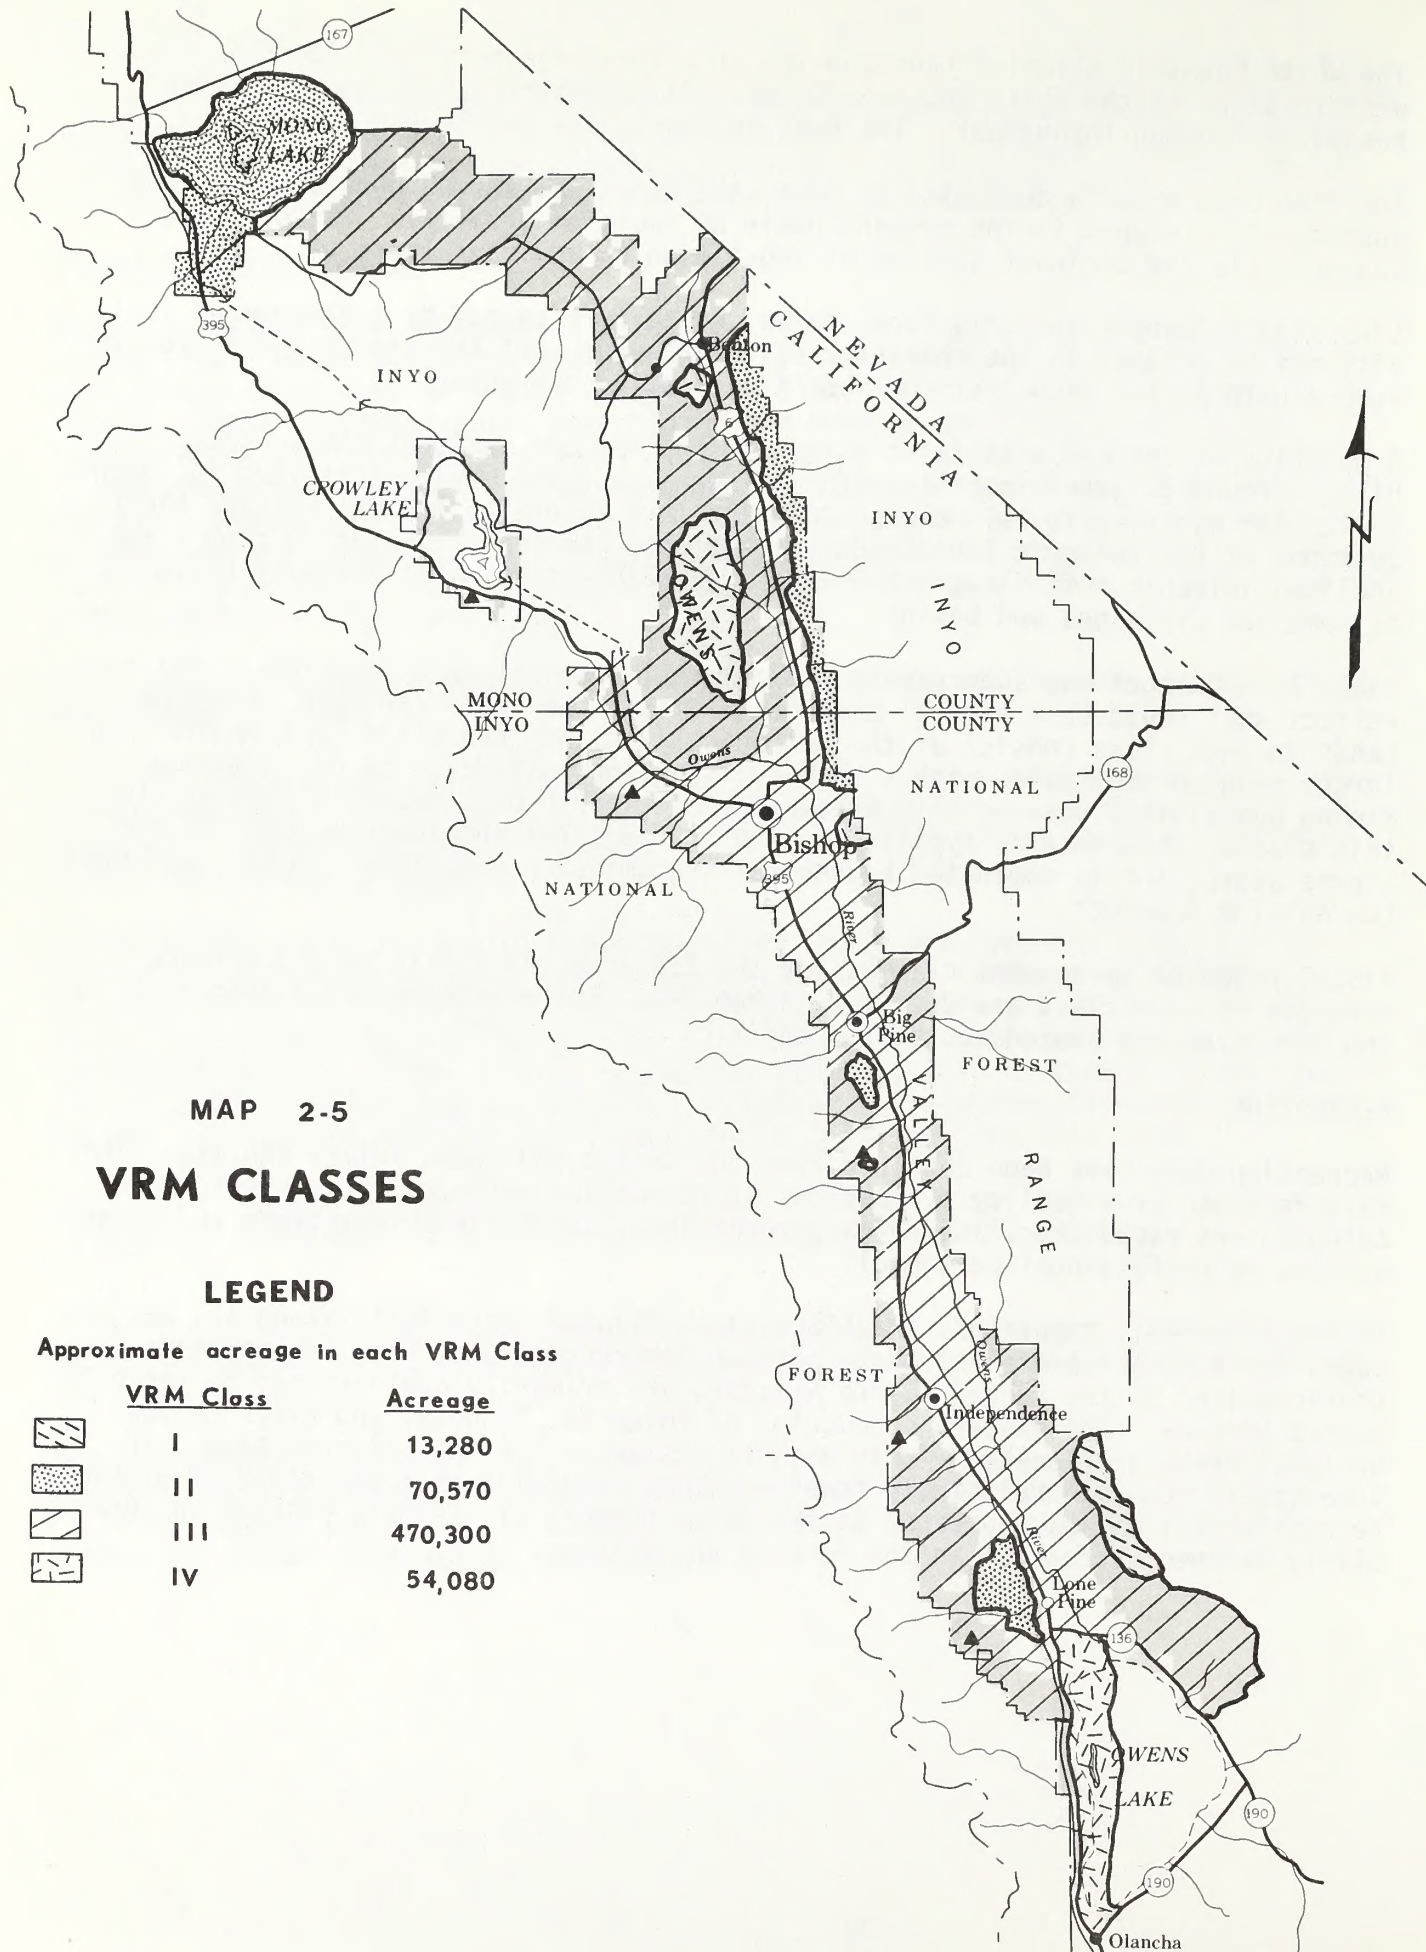 167
MONO
LAKE
395
INYO
Benton
NEVADA
CALIFORNIA
6
CROWLEY
LAKE
INYO
OWENS
INYO
MONO
INYO
COUNTY
COUNTY
Owens
168
NATIONAL
Bishop
395
NATIONAL
River
Big
Pine
FOREST
VALLEY
RANGE
MAP 2-5
VRM CLASSES
LEGEND
Approximate acreage in each VRM Class
VRM Class Acreage
I 13,280
II 70,570
III 470,300
IV 54,080
FOREST
Owens
Independence
River
Lone
Pine
136
OWENS
LAKE
190
190
Olancha